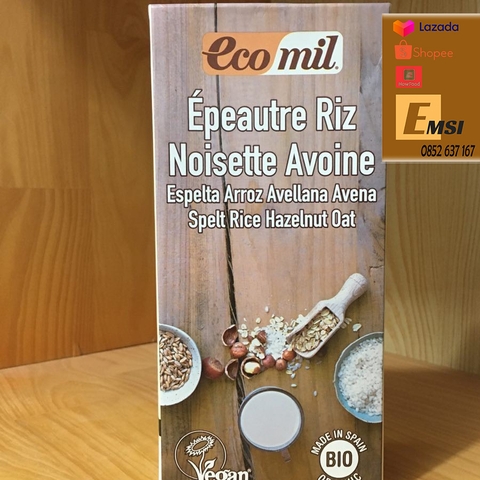 ecomil
Épeautre Riz
Noisette Avoine
Espelta Arroz Avellana Avena
Spelt Rice Hazelnut Oat
Vegan
MADE IN SPAIN
BIO
Lazada
Shopee
EMSI
0852 637 167